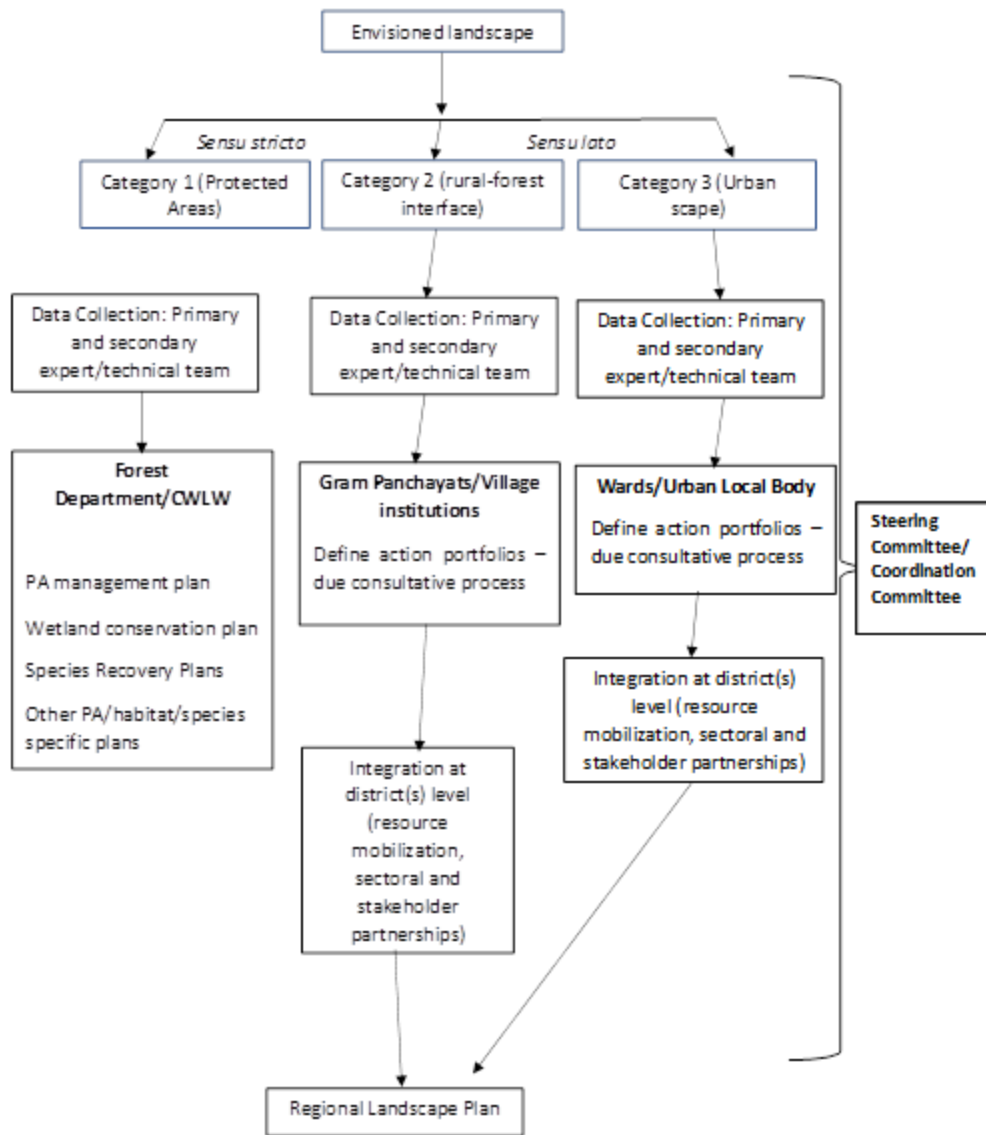 Envisioned landscape
Sensu stricto
Sensu lato
Category 1 (Protected
Areas)
Category 2 (rural-forest
interface)
Category 3 (Urban
scape)
Data Collection: Primary
and secondary
expert/technical team
Data Collection: Primary
and secondary
expert/technical team
Data Collection: Primary
and secondary
expert/technical team
Forest
Department/CWLW
PA management plan
Wetland conservation plan
Species Recovery Plans
Other PA/habitat/species
specific plans
Gram Panchayats/Village
institutions
Define action portfolios –
due consultative process
Wards/Urban Local Body
Define action portfolios –
due consultative process
Steering
Committee/
Coordination
Committee
Integration at district(s)
level (resource
mobilization, sectoral and
stakeholder partnerships)
Integration at
district(s) level
(resource
mobilization,
sectoral and
stakeholder
partnerships)
Regional Landscape Plan